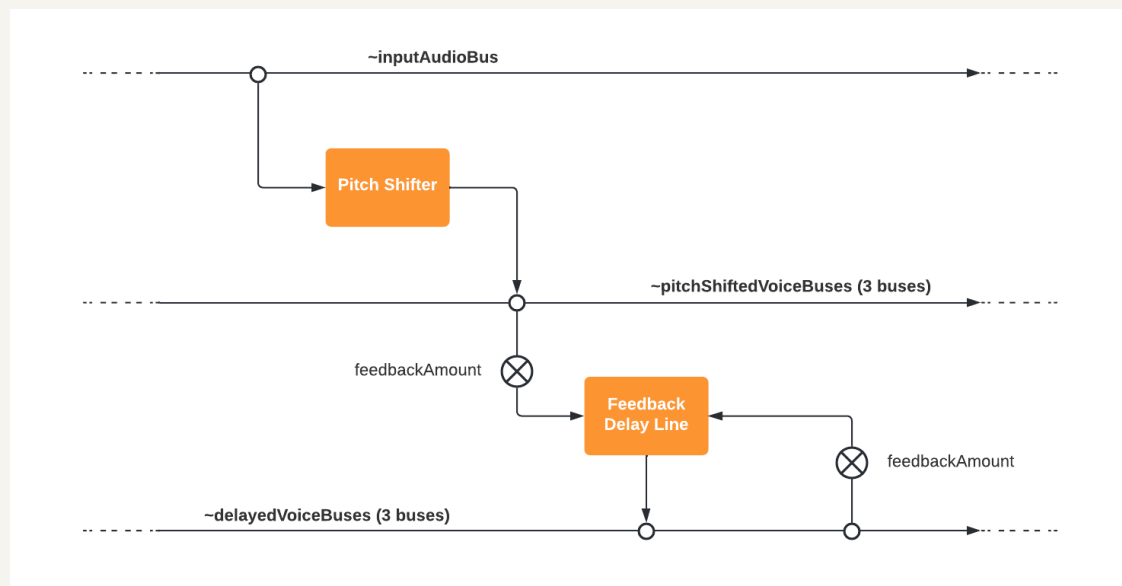 ~inputAudioBus
Pitch Shifter
~pitchShiftedVoiceBuses (3 buses)
feedbackAmount
Feedback
Delay Line
feedbackAmount
~delayedVoiceBuses (3 buses)